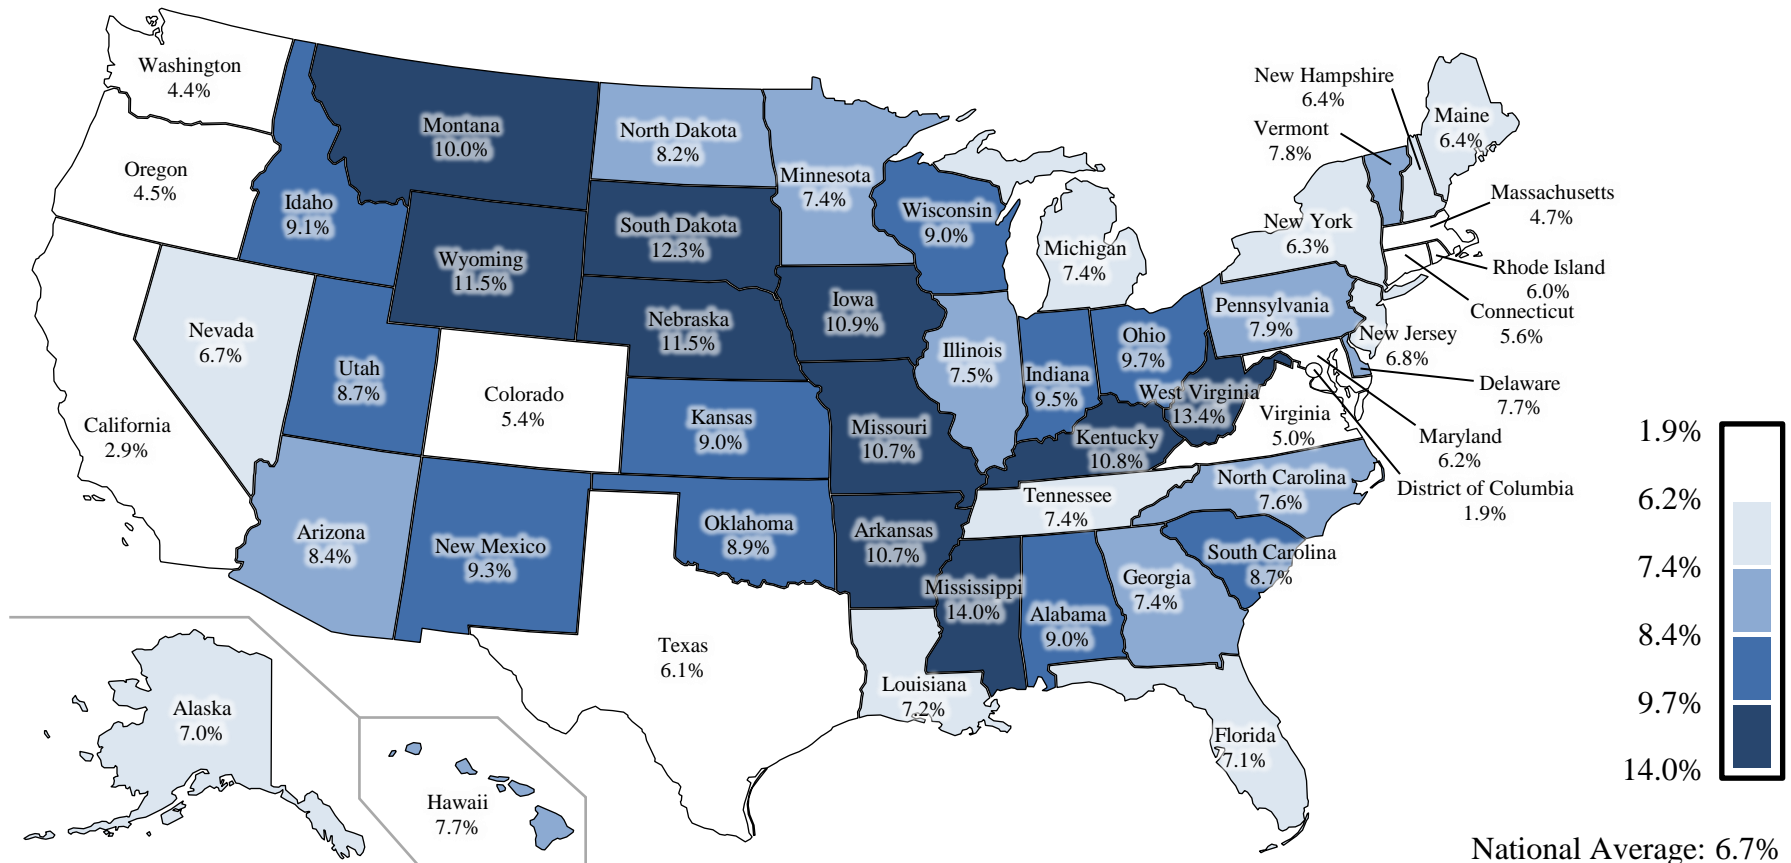 Washington
4.4%
Oregon
4.5%
California
2.9%
Idaho
9.1%
Nevada
6.7%
Montana
10.0%
Wyoming
11.5%
Utah
8.7%
Colorado
5.4%
Arizona
8.4%
New Mexico
9.3%
North Dakota
8.2%
South Dakota
12.3%
Nebraska
11.5%
Kansas
9.0%
Oklahoma
8.9%
Texas
6.1%
Minnesota
7.4%
Iowa
10.9%
Missouri
10.7%
Arkansas
10.7%
Louisiana
7.2%
Wisconsin
9.0%
Illinois
7.5%
Michigan
7.4%
Indiana
9.5%
Ohio
9.7%
Kentucky
10.8%
Tennessee
7.4%
Mississippi
14.0%
Alabama
9.0%
Georgia
7.4%
Florida
7.1%
South Carolina
8.7%
North Carolina
7.6%
West Virginia
13.4%
Virginia
5.0%
Pennsylvania
7.9%
New York
6.3%
New Jersey
6.8%
Vermont
7.8%
New Hampshire
6.4%
Maine
6.4%
Massachusetts
4.7%
Rhode Island
6.0%
Connecticut
5.6%
Delaware
7.7%
Maryland
6.2%
District of Columbia
1.9%
Alaska
7.0%
Hawaii
7.7%
1.9%
6.2%
7.4%
8.4%
9.7%
14.0%
National Average: 6.7%